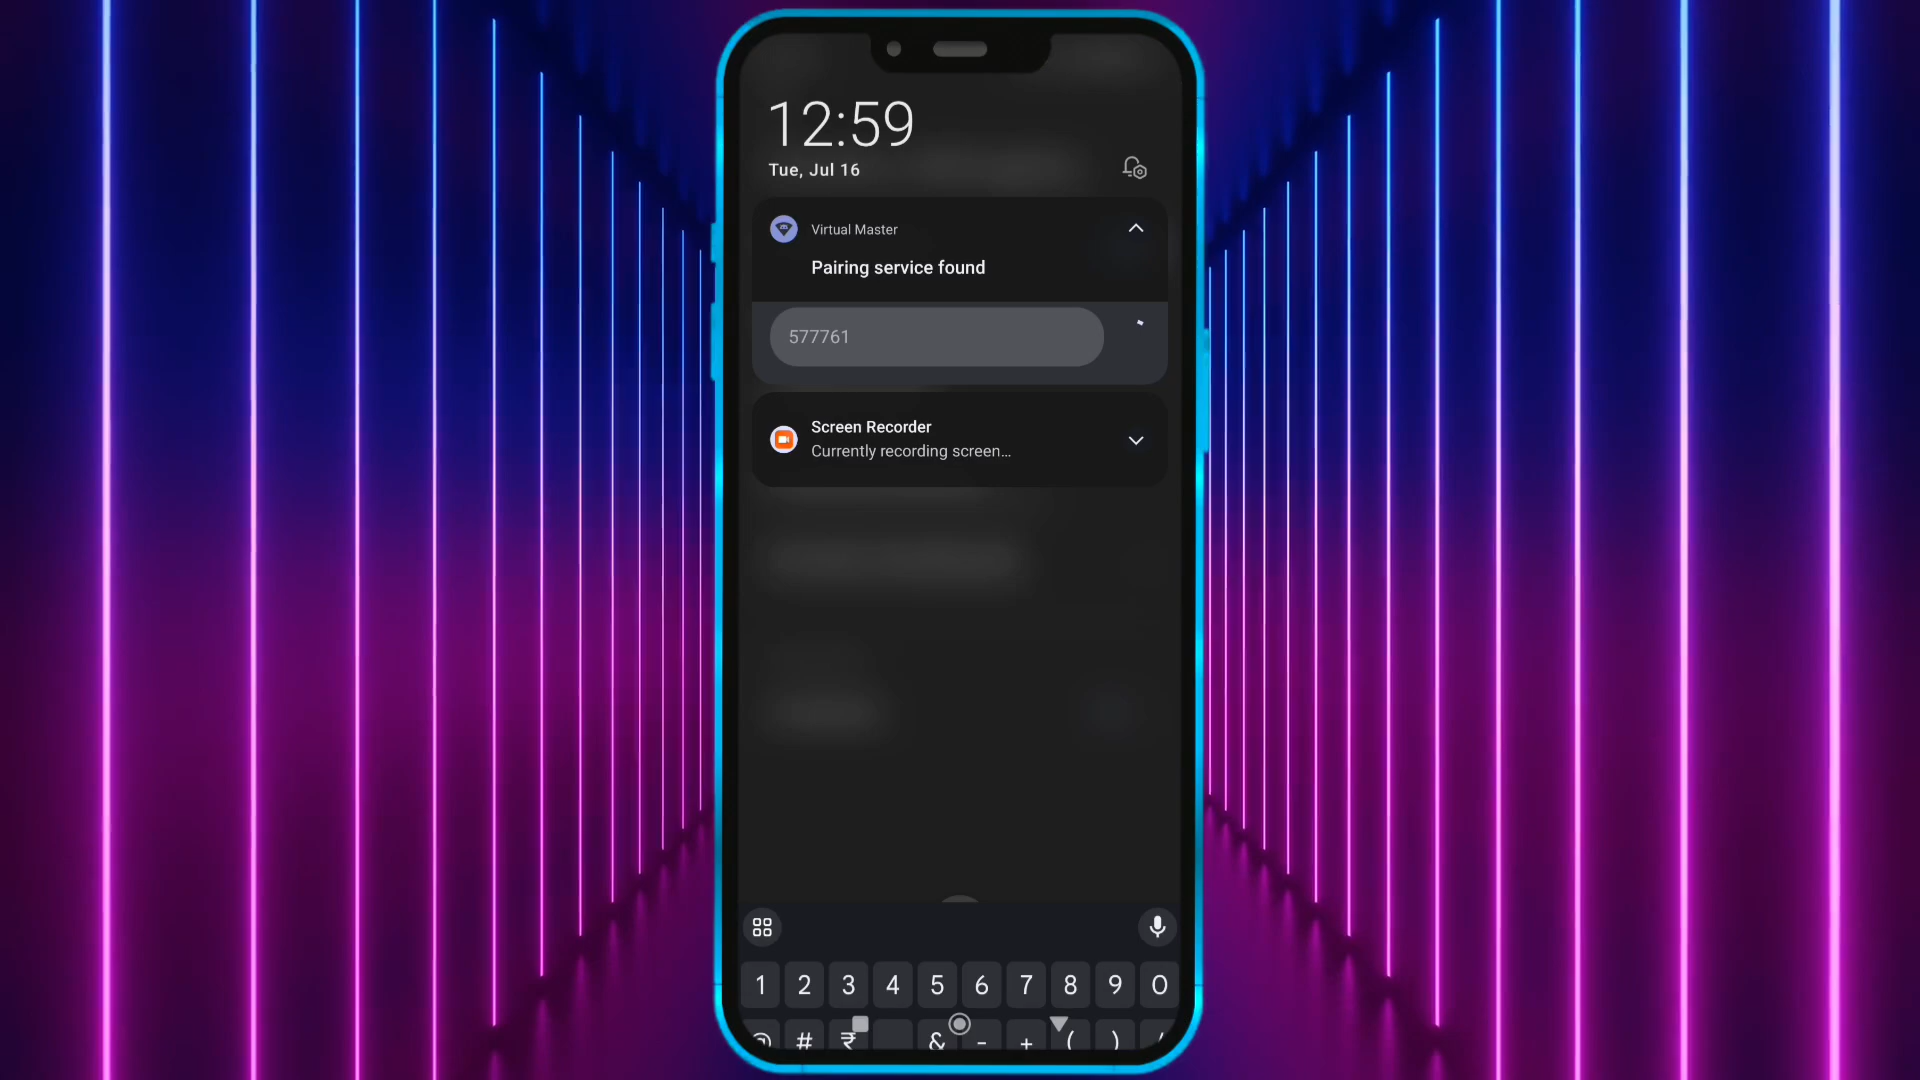 12:59
Tue, Jul 16
Virtual Master
Pairing service found
577761
Screen Recorder
Currently recording screen...
1 2 3 4 5 6 7 8 9 0
@ # ₹ & - + ( ) /